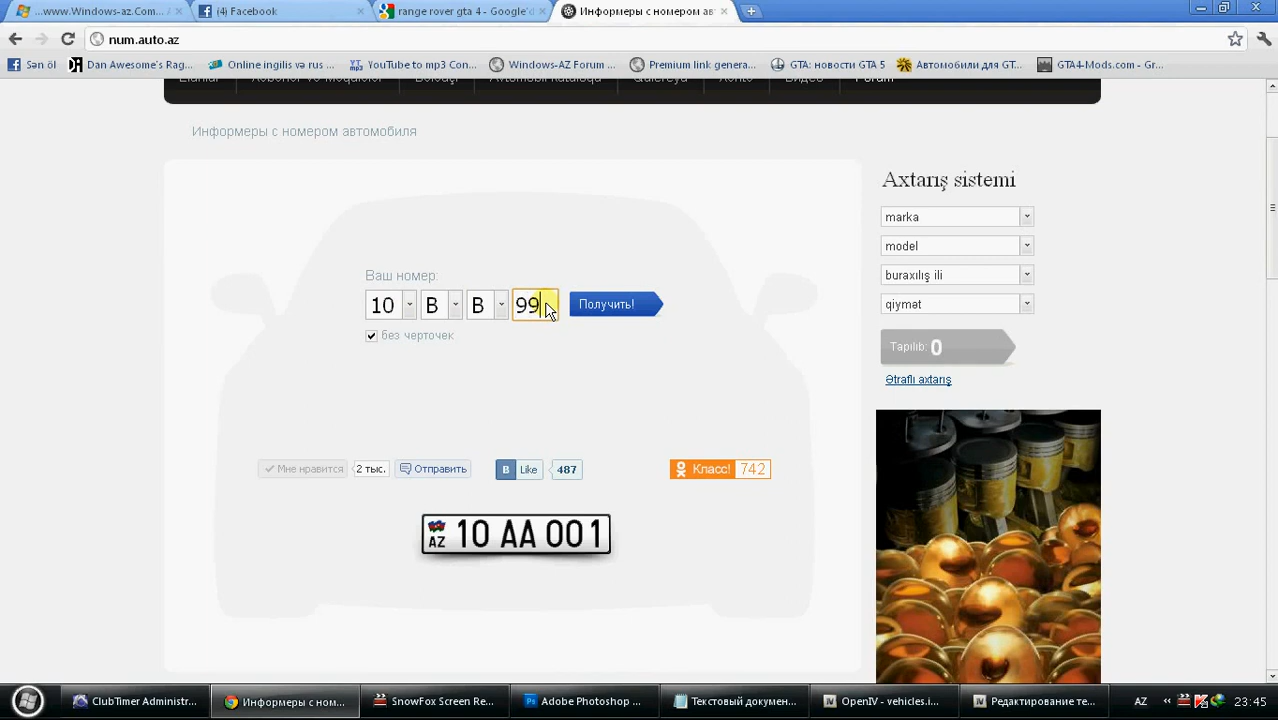 ...www.Windows-az.Com...
(4) Facebook
range rover gta 4 - Google'd
Информеры с номером авт
num.auto.az
Sən öl
Dan Awesome's Rag...
Online ingilis və rus ...
YouTube to mp3 Con...
Windows-AZ Forum ...
Premium link genera...
GTA: новости GTA 5
Автомобили для GT...
GTA4-Mods.com - Gr...
Forum
Информеры с номером автомобиля
Ваш номер:
10 B B 99
Получить!
без черточек
Мне нравится
2 тыс.
Отправить
B Like
487
Класс! 742
AZ 10 AA 001
Axtarış sistemi
marka
model
buraxılış ili
qiymət
Tapılıb: 0
Ətraflı axtarış
ClubTimer Administr...
Информеры с ном...
SnowFox Screen Re...
Adobe Photoshop ...
Текстовый докумен...
OpenIV - vehicles.i...
Редактирование те...
AZ
23:45